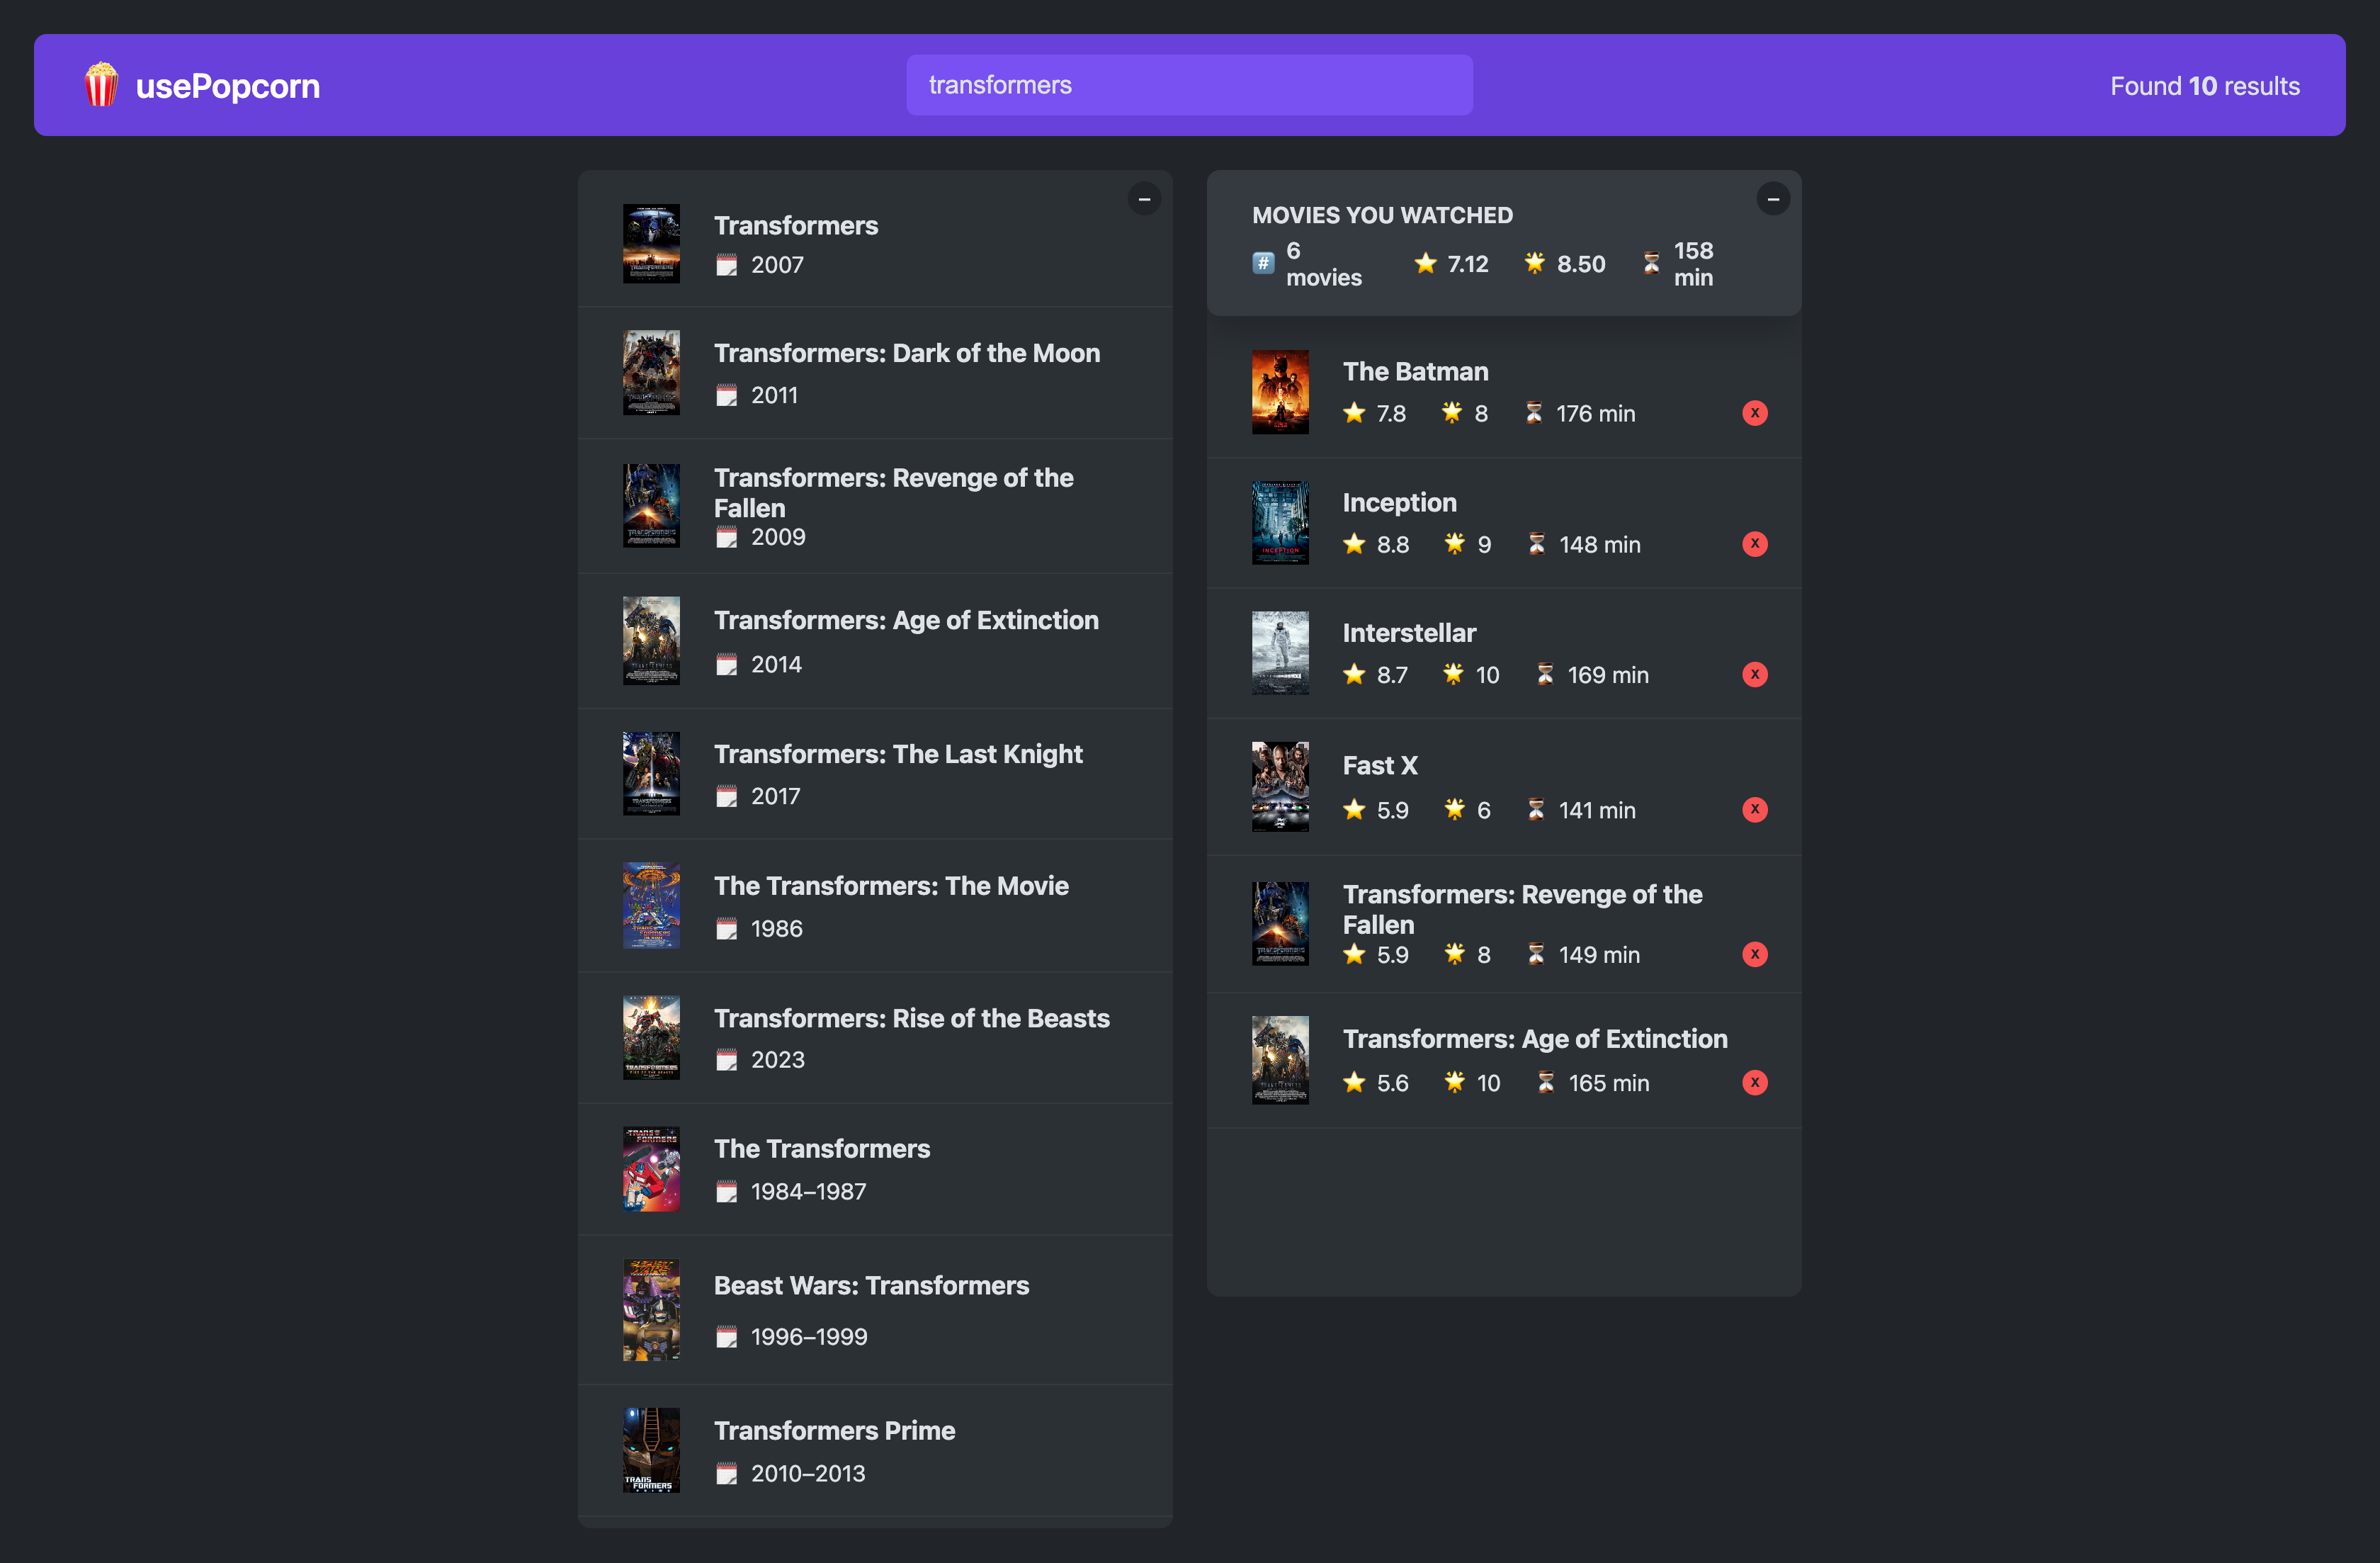 usePopcorn
transformers
Found 10 results
Transformers
2007
Transformers: Dark of the Moon
2011
Transformers: Revenge of the
Fallen
2009
Transformers: Age of Extinction
2014
Transformers: The Last Knight
2017
The Transformers: The Movie
1986
Transformers: Rise of the Beasts
2023
The Transformers
1984–1987
Beast Wars: Transformers
1996–1999
Transformers Prime
2010–2013
MOVIES YOU WATCHED
# 6
movies
7.12
8.50
158
min
The Batman
7.8 8 176 min X
Inception
8.8 9 148 min X
Interstellar
8.7 10 169 min X
Fast X
5.9 6 141 min X
Transformers: Revenge of the
Fallen
5.9 8 149 min X
Transformers: Age of Extinction
5.6 10 165 min X